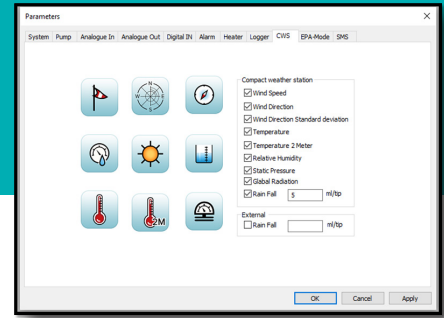 Parameters
System Pump Analogue In Analogue Out Digital IN Alarm Heater Logger CWS EPA-Mode SMS
Compact weather station
Wind Speed
Wind Direction
Wind Direction Standard deviation
Temperature
Temperature 2 Meter
Relative Humidity
Static Pressure
Global Radiation
Rain Fall 5 ml/tip
External
Rain Fall ml/tip
N
W E
S
2M
OK Cancel Apply